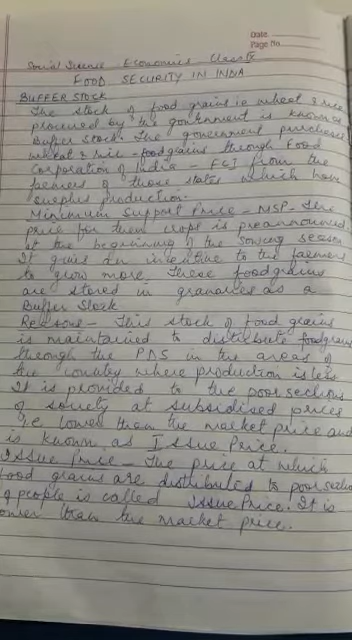 Date
Page No.
Social Science Economics Class IX
FOOD SECURITY IN INDIA
BUFFER STOCK
The stock of food grains ie wheat & rice
procured by the government is known as
Buffer Stock. The government purchases
wheat & rice - foodgrains through Food
Corporation of India - FCI from the
farmers of those states which have
surplus production.
Minimum Support Price - MSP - The
price for their crops is preannounced
at the beginning of the sowing season
It gives an incentive to the farmers
to grow more. These foodgrains
are stored in granaries as a
Buffer Stock
Reasons - This stock of food grains
is maintained to distribute foodgrains
through the PDS in the areas of
the country where production is less
It is provided to the poor sections
of society at subsidised prices
ie lower than the market price and
is known as Issue Price.
Issue Price - The price at which
food grains are distributed to poor section
of people is called Issue Price. It is
lower than the market price.